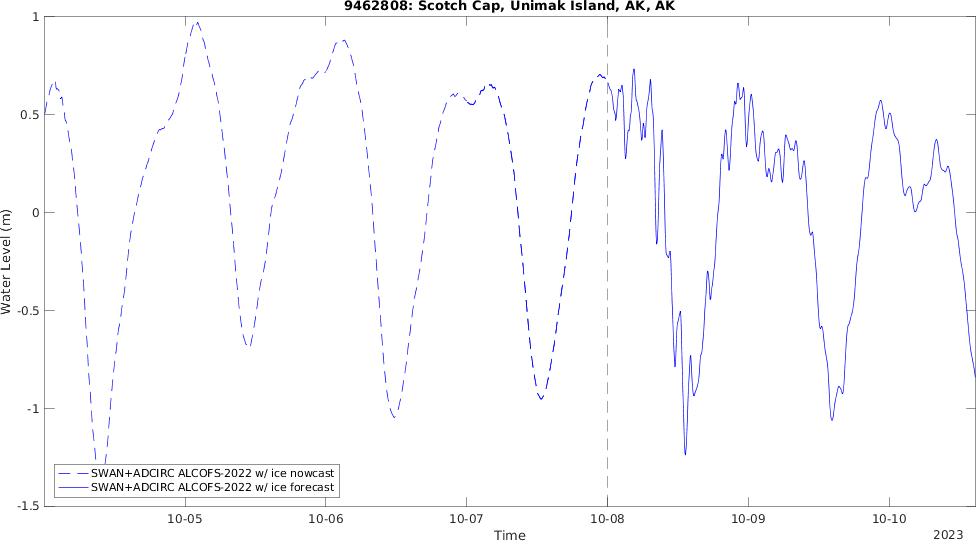 9462808: Scotch Cap, Unimak Island, AK, AK
Water Level (m)
1
0.5
0
-0.5
-1
-1.5
SWAN+ADCIRC ALCOFS-2022 w/ ice nowcast
SWAN+ADCIRC ALCOFS-2022 w/ ice forecast
10-05 10-06 10-07 10-08 10-09 10-10
Time
2023